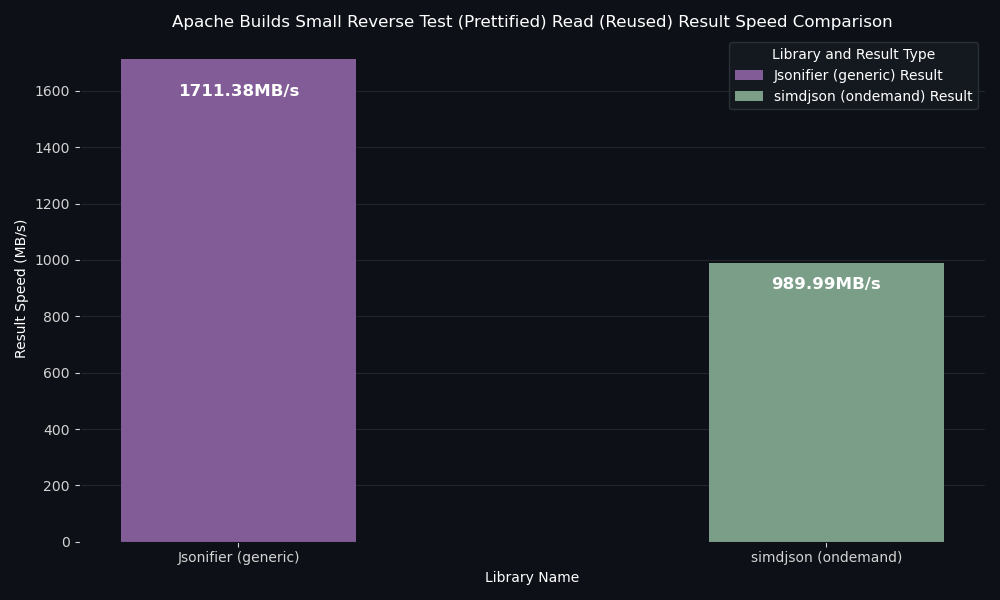 Apache Builds Small Reverse Test (Prettified) Read (Reused) Result Speed Comparison
Library and Result Type
Jsonifier (generic) Result
simdjson (ondemand) Result
1711.38MB/s
989.99MB/s
Result Speed (MB/s)
1600
1400
1200
1000
800
600
400
200
0
Jsonifier (generic)
simdjson (ondemand)
Library Name